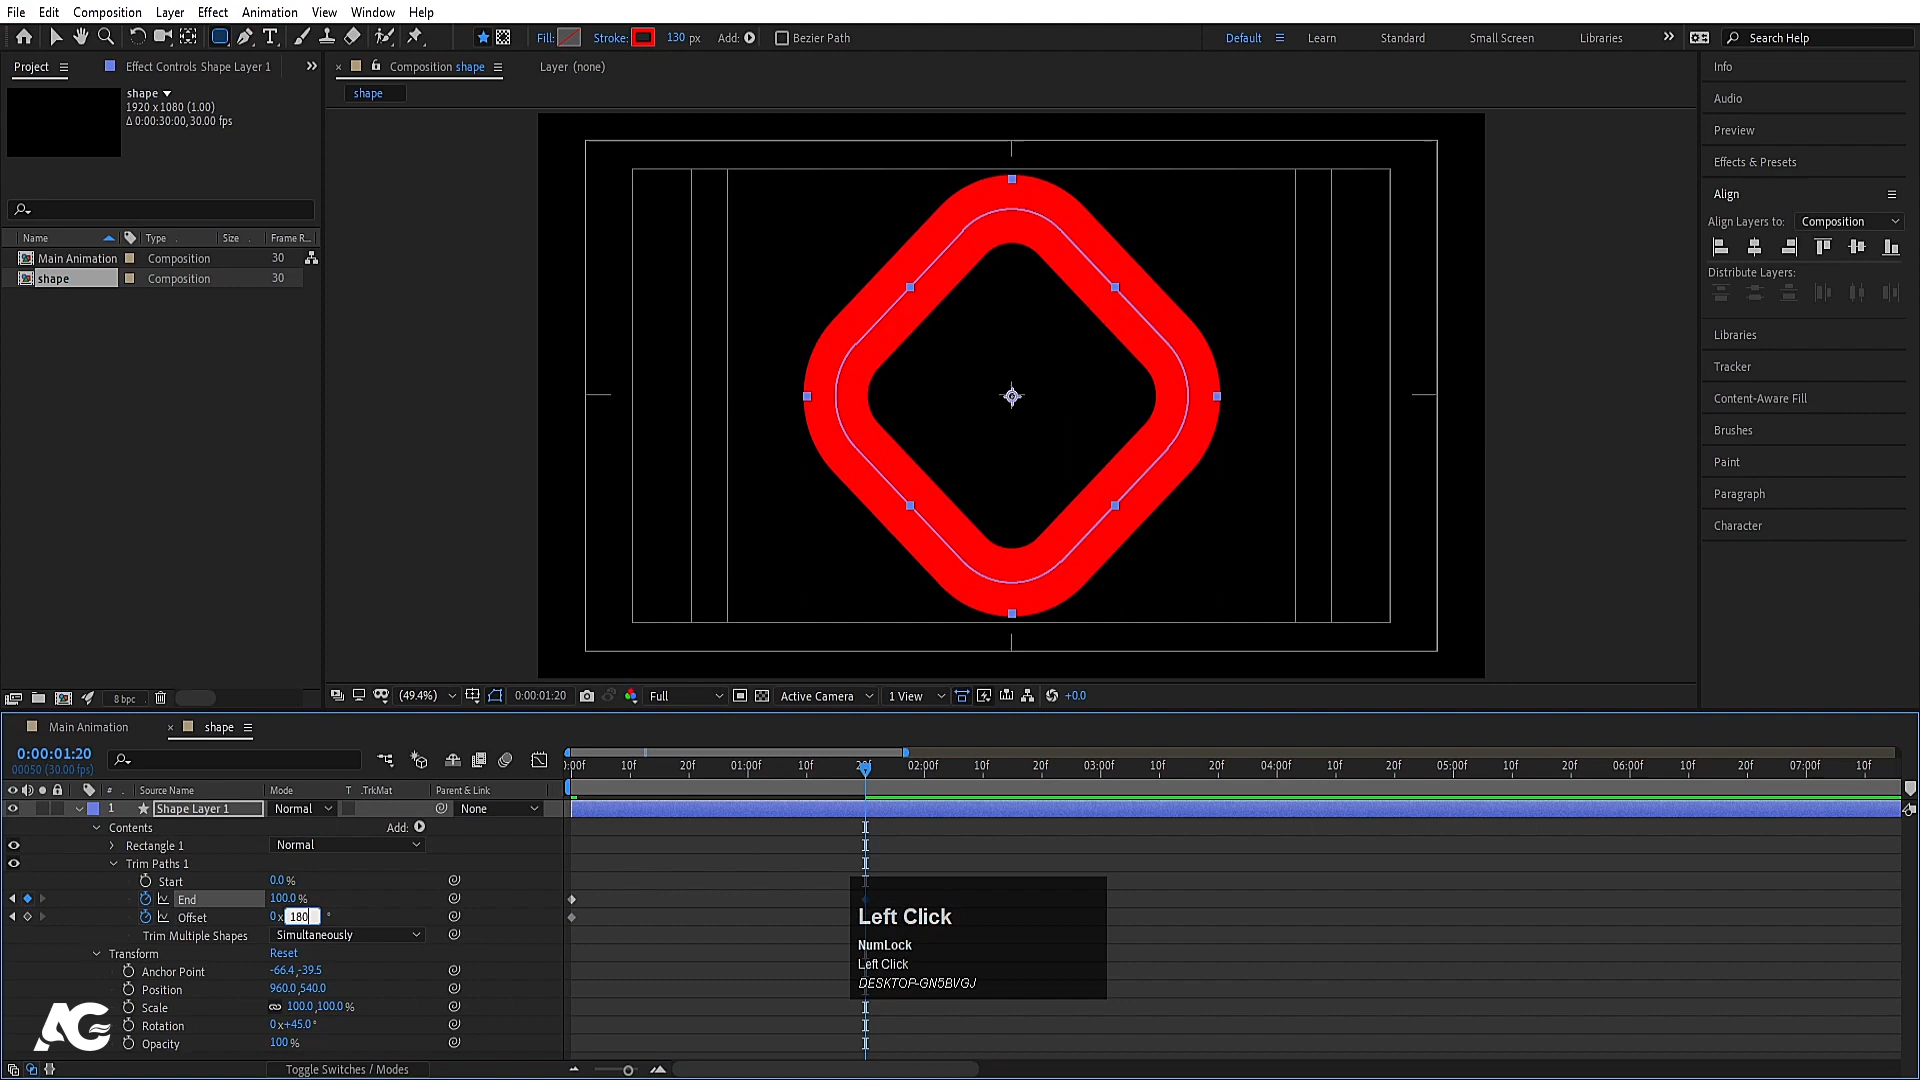 File Edit Composition Layer Effect Animation View Window Help
Fill: Stroke: 130 px Add: Bezier Path Default Learn Standard Small Screen Libraries Search Help
Project Effect Controls Shape Layer 1 Composition shape Layer (none) Info
shape
shape
1920 x 1080 (1.00)
Δ 0:00:30:00, 30.00 fps
Audio
Preview
Effects & Presets
Align
Align Layers to: Composition
Distribute Layers:
Name Type Size Frame R...
Main Animation Composition 30
shape Composition 30
Libraries
Tracker
Content-Aware Fill
Brushes
Paint
Paragraph
Character
8 bpc (49.4%) 0:00:01:20 Full Active Camera 1 View +0.0
Main Animation shape
0:00:01:20
00050 (30.00 fps)
:00f 10f 20f 01:00f 10f 20f 02:00f 10f 20f 03:00f 10f 20f 04:00f 10f 20f 05:00f 10f 20f 06:00f 10f 20f 07:00f 10f
# Source Name Mode T .TrkMat Parent & Link
1 Shape Layer 1 Normal None
Contents Add:
Rectangle 1 Normal
Trim Paths 1
Start 0.0 %
End 100.0 %
Offset 0 x 180 °
Trim Multiple Shapes Simultaneously
Transform Reset
Anchor Point -66.4,-39.5
Position 960.0,540.0
Scale 100.0,100.0 %
Rotation 0 x +45.0 °
Opacity 100 %
Toggle Switches / Modes
Left Click
NumLock
Left Click
DESKTOP-GN5BVGJ
AG